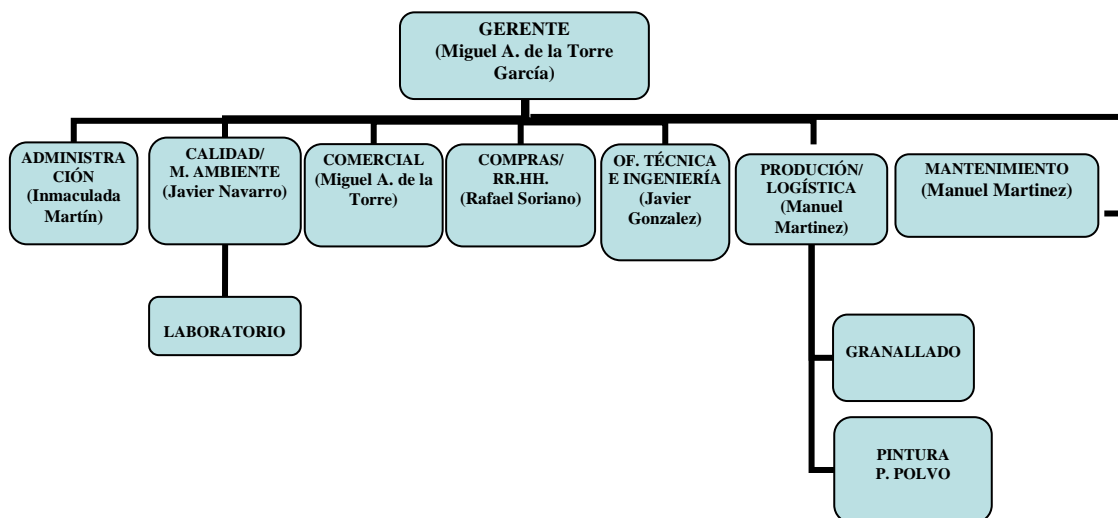 GERENTE
(Miguel A. de la Torre
García)
ADMINISTRA
CIÓN
(Inmaculada
Martín)
CALIDAD/
M. AMBIENTE
(Javier Navarro)
COMERCIAL
(Miguel A. de la
Torre)
COMPRAS/
RR.HH.
(Rafael Soriano)
OF. TÉCNICA
E INGENIERÍA
(Javier
Gonzalez)
PRODUCIÓN/
LOGÍSTICA
(Manuel
Martinez)
MANTENIMIENTO
(Manuel Martinez)
LABORATORIO
GRANALLADO
PINTURA
P. POLVO